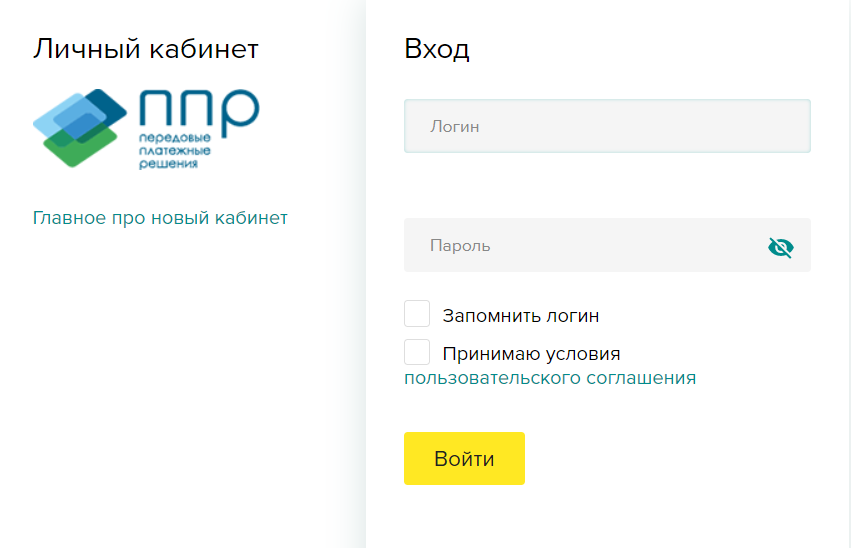 Личный кабинет
ппр
передовые
платежные
решения
Главное про новый кабинет
Вход
Логин
Пароль
Запомнить логин
Принимаю условия
пользовательского соглашения
Войти